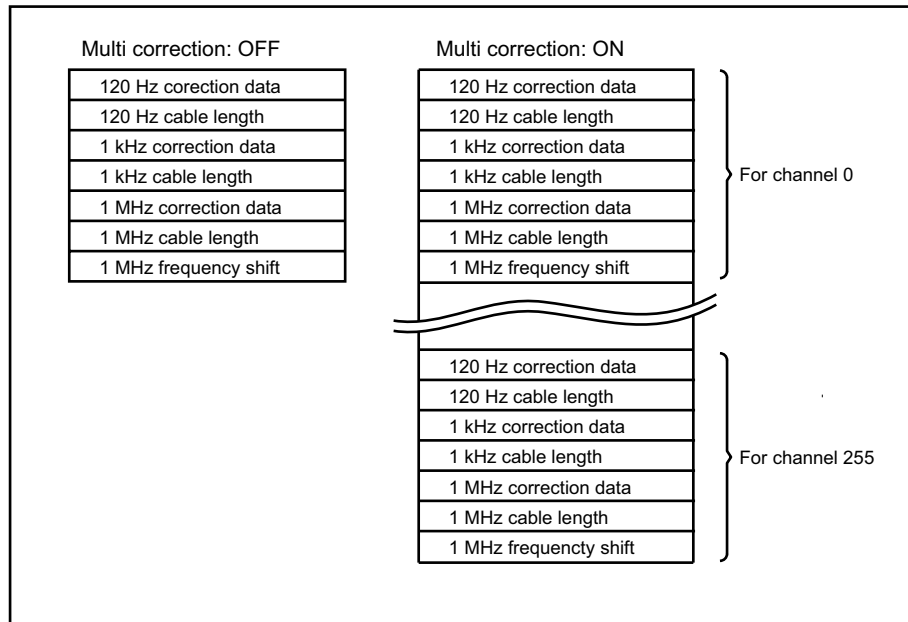 Multi correction: OFF
120 Hz corection data
120 Hz cable length
1 kHz correction data
1 kHz cable length
1 MHz correction data
1 MHz cable length
1 MHz frequency shift
Multi correction: ON
120 Hz correction data
120 Hz cable length
1 kHz correction data
1 kHz cable length
1 MHz correction data
1 MHz cable length
1 MHz frequency shift
For channel 0
120 Hz correction data
120 Hz cable length
1 kHz correction data
1 kHz cable length
1 MHz correction data
1 MHz cable length
1 MHz frequencty shift
For channel 255